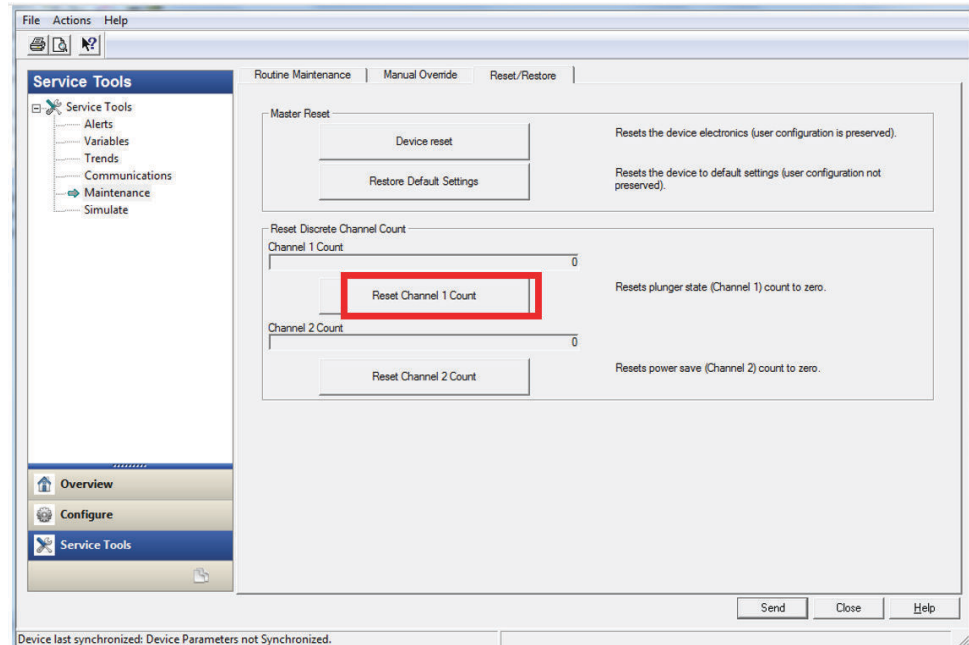 File Actions Help
Service Tools
Service Tools
Alerts
Variables
Trends
Communications
Maintenance
Simulate
Overview
Configure
Service Tools
Routine Maintenance Manual Override Reset/Restore
Master Reset
Device reset
Resets the device electronics (user configuration is preserved).
Restore Default Settings
Resets the device to default settings (user configuration not
preserved).
Reset Discrete Channel Count
Channel 1 Count
0
Reset Channel 1 Count
Resets plunger state (Channel 1) count to zero.
Channel 2 Count
0
Reset Channel 2 Count
Resets power save (Channel 2) count to zero.
Send Close Help
Device last synchronized: Device Parameters not Synchronized.